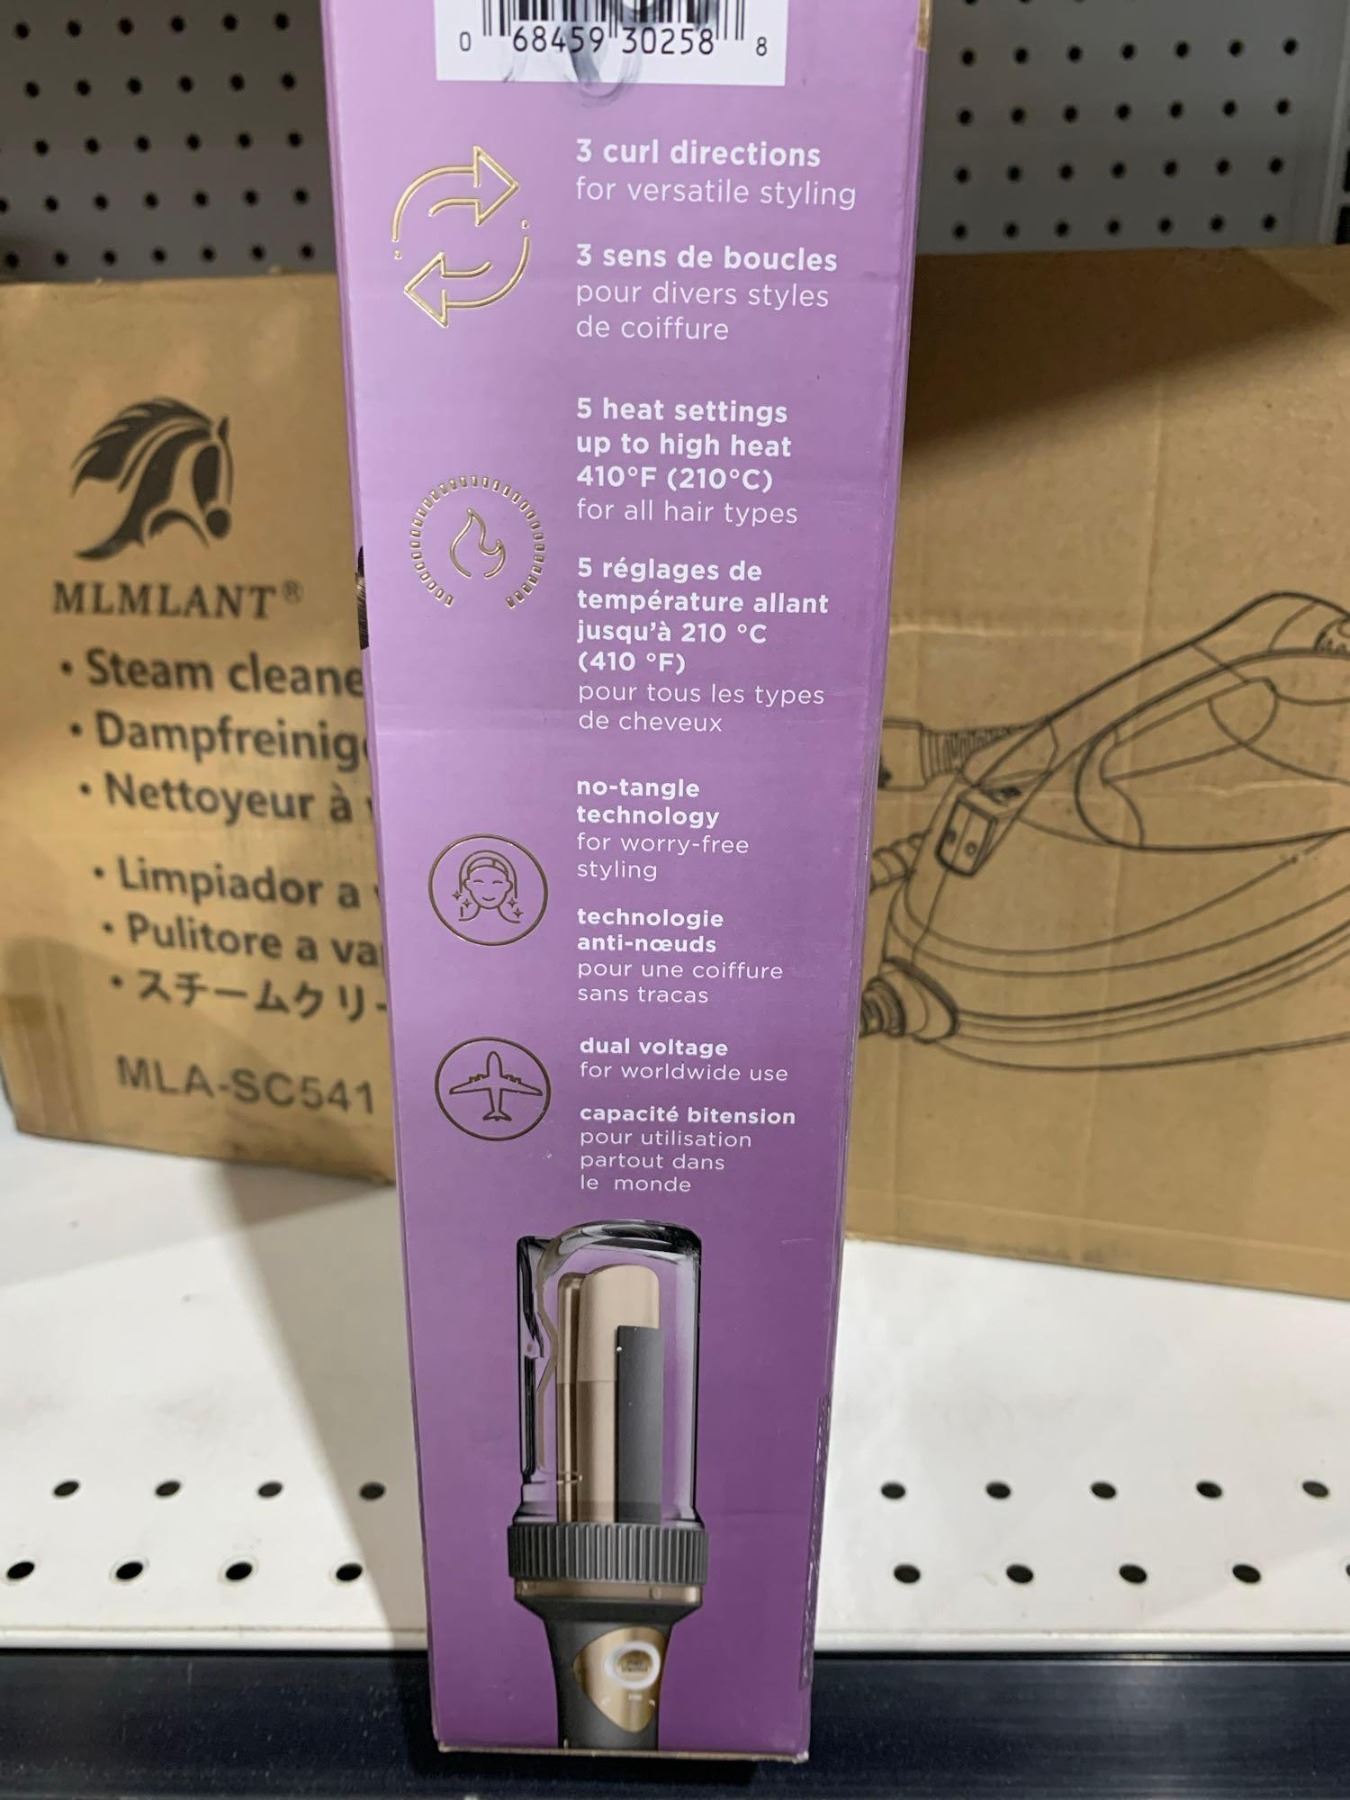 0 68459 30258 8
3 curl directions
for versatile styling
3 sens de boucles
pour divers styles
de coiffure
5 heat settings
up to high heat
410°F (210°C)
for all hair types
5 réglages de
température allant
jusqu'à 210 °C
(410 °F)
pour tous les types
de cheveux
no-tangle
technology
for worry-free
styling
technologie
anti-nœuds
pour une coiffure
sans tracas
dual voltage
for worldwide use
capacité bitension
pour utilisation
partout dans
le monde
MLMLANT®
• Steam cleane
• Dampfreinig
• Nettoyeur à
• Limpiador a
• Pulitore a va
• スチームクリー
MLA-SC541